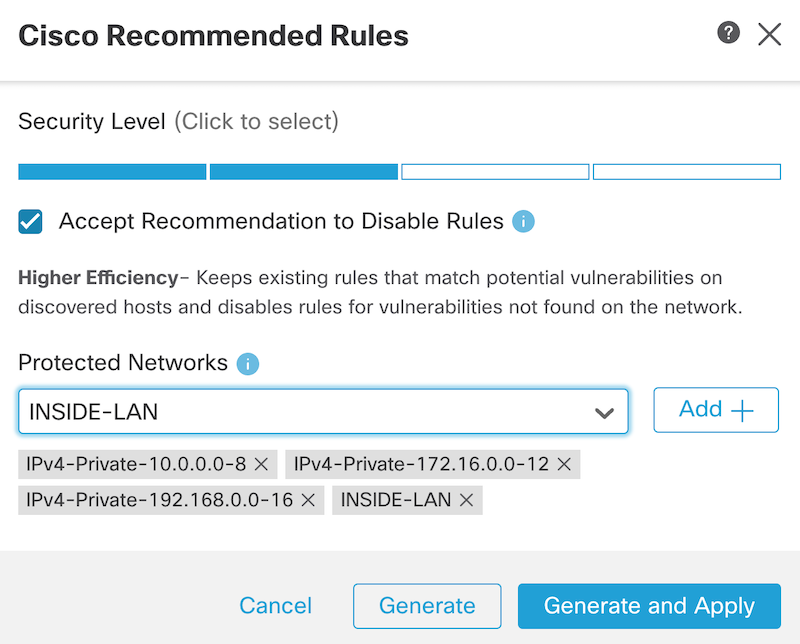 Cisco Recommended Rules
?
Security Level (Click to select)
Accept Recommendation to Disable Rules i
Higher Efficiency– Keeps existing rules that match potential vulnerabilities on
discovered hosts and disables rules for vulnerabilities not found on the network.
Protected Networks i
INSIDE-LAN
Add +
IPv4-Private-10.0.0.0-8 ×
IPv4-Private-172.16.0.0-12 ×
IPv4-Private-192.168.0.0-16 ×
INSIDE-LAN ×
Cancel
Generate
Generate and Apply